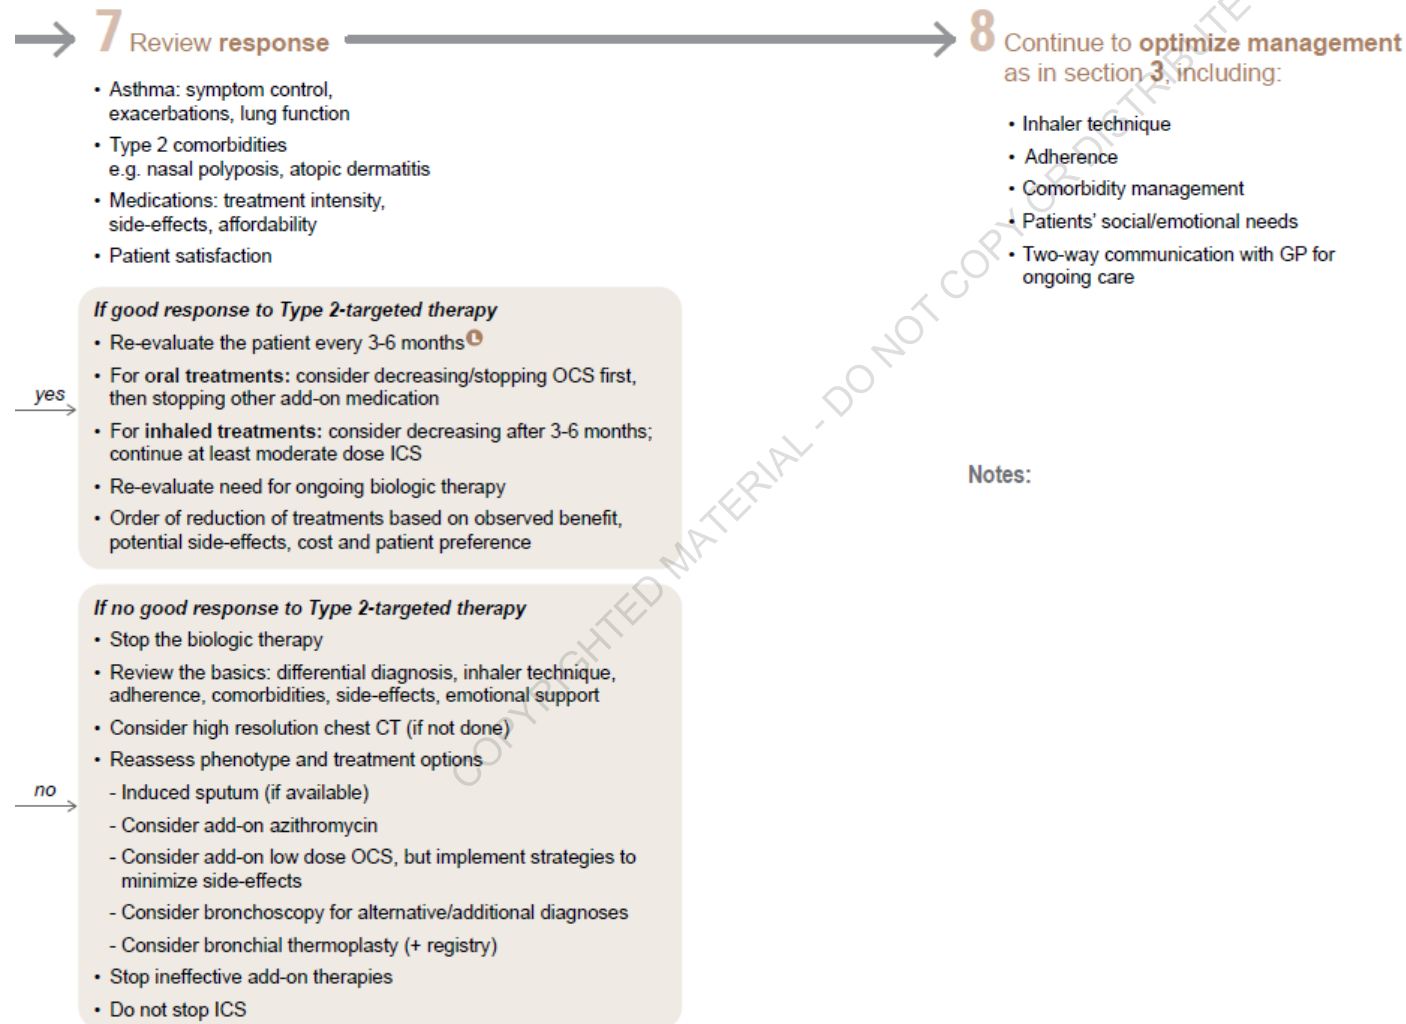 7 Review response
• Asthma: symptom control,
exacerbations, lung function
• Type 2 comorbidities
e.g. nasal polyposis, atopic dermatitis
• Medications: treatment intensity,
side-effects, affordability
• Patient satisfaction
yes
If good response to Type 2-targeted therapy
• Re-evaluate the patient every 3-6 months L
• For oral treatments: consider decreasing/stopping OCS first,
then stopping other add-on medication
• For inhaled treatments: consider decreasing after 3-6 months;
continue at least moderate dose ICS
• Re-evaluate need for ongoing biologic therapy
• Order of reduction of treatments based on observed benefit,
potential side-effects, cost and patient preference
no
If no good response to Type 2-targeted therapy
• Stop the biologic therapy
• Review the basics: differential diagnosis, inhaler technique,
adherence, comorbidities, side-effects, emotional support
• Consider high resolution chest CT (if not done)
• Reassess phenotype and treatment options
- Induced sputum (if available)
- Consider add-on azithromycin
- Consider add-on low dose OCS, but implement strategies to
minimize side-effects
- Consider bronchoscopy for alternative/additional diagnoses
- Consider bronchial thermoplasty (+ registry)
• Stop ineffective add-on therapies
• Do not stop ICS
8 Continue to optimize management
as in section 3, including:
• Inhaler technique
• Adherence
• Comorbidity management
• Patients' social/emotional needs
• Two-way communication with GP for
ongoing care
Notes:
COPYRIGHTED MATERIAL - DO NOT COPY OR DISTRIBUTE